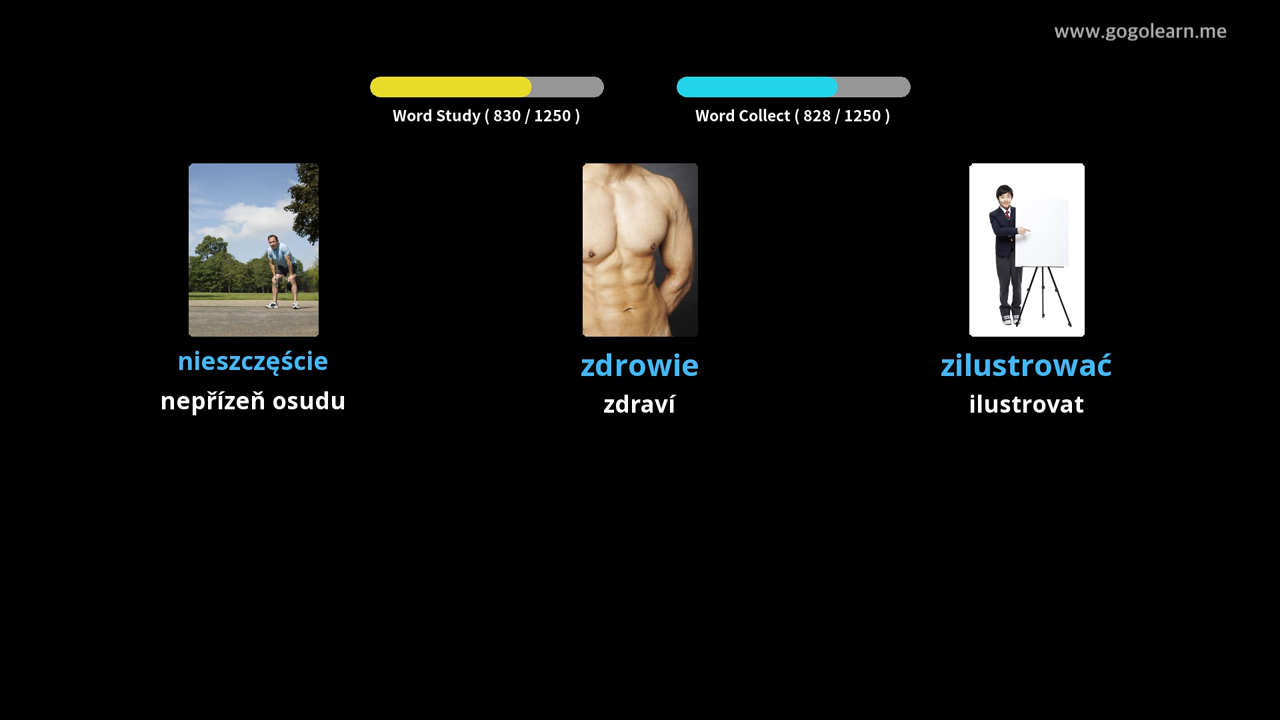 www.gogolearn.me
Word Study ( 830 / 1250 )
Word Collect ( 828 / 1250 )
nieszczęście
zdrowie
zilustrować
nepřízeň osudu
zdraví
ilustrovat